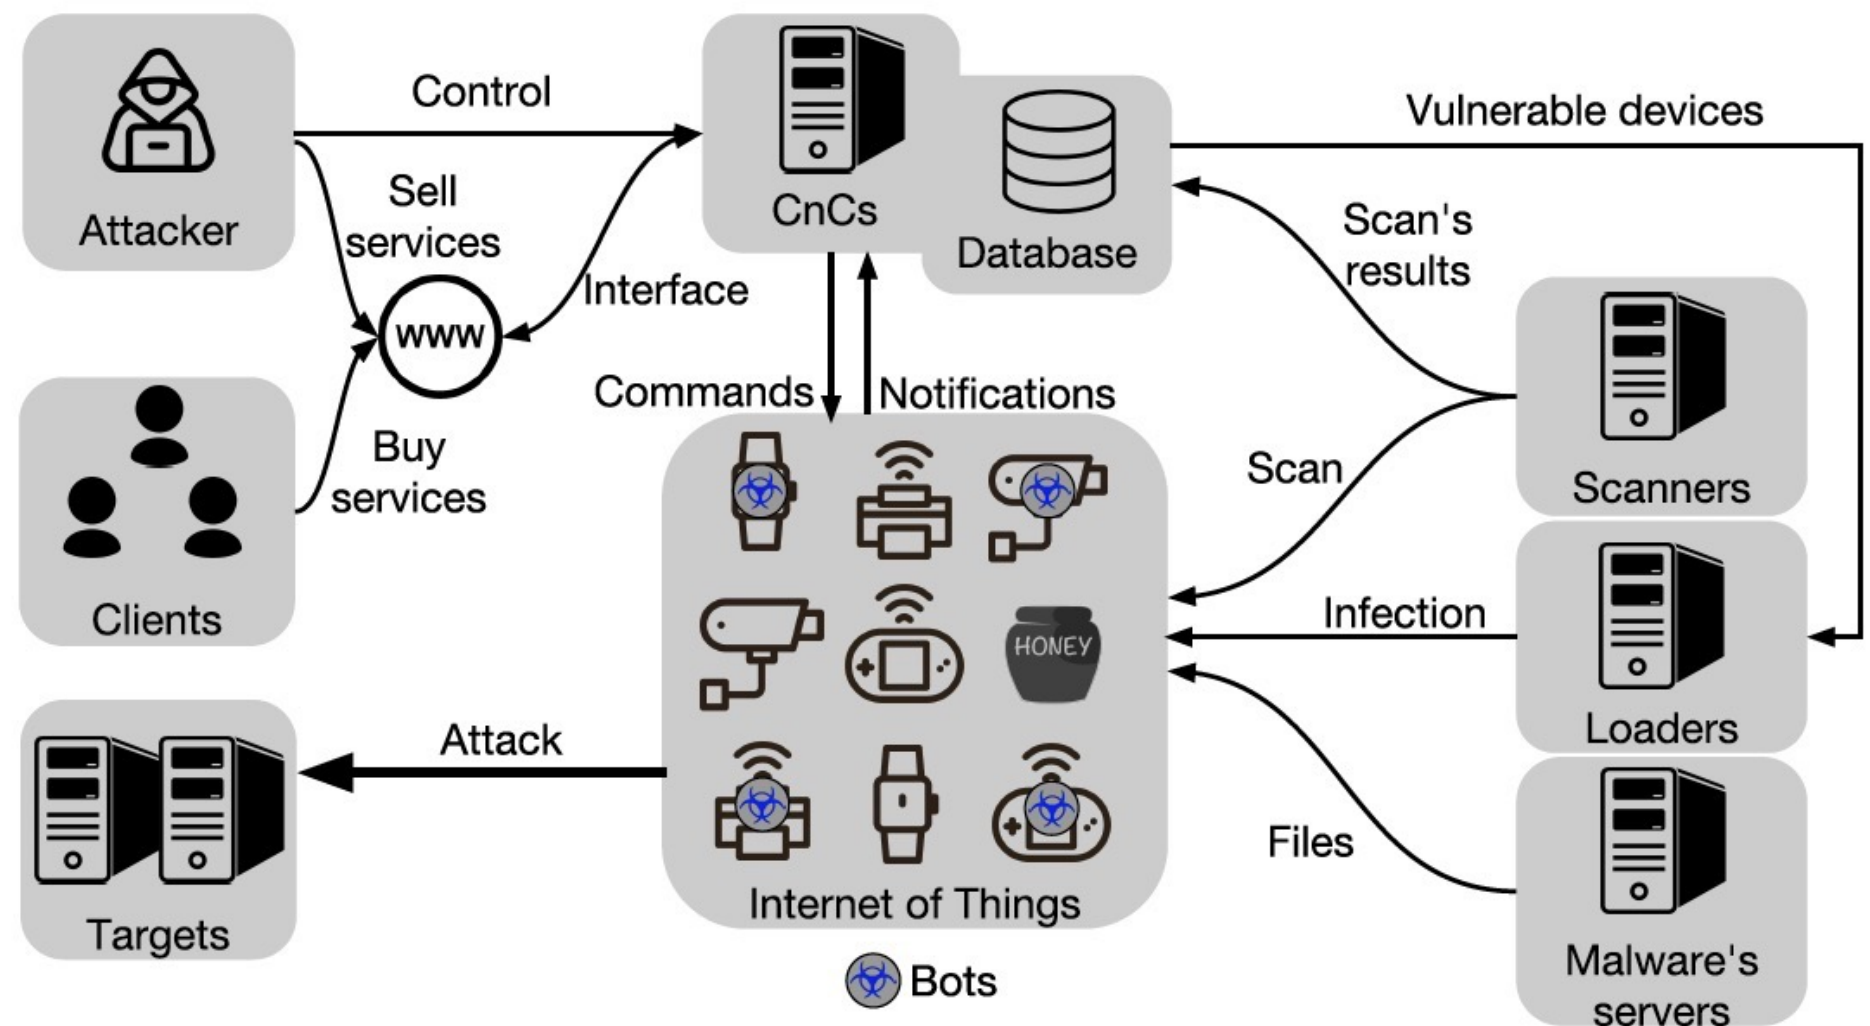 Control
Vulnerable devices
Sell
services
Attacker
CnCs
Database
Scan's
results
Interface
www
Commands
Notifications
Buy
services
Scan
Scanners
Clients
HONEY
Infection
Loaders
Attack
Files
Internet of Things
Targets
Bots
Malware's
servers